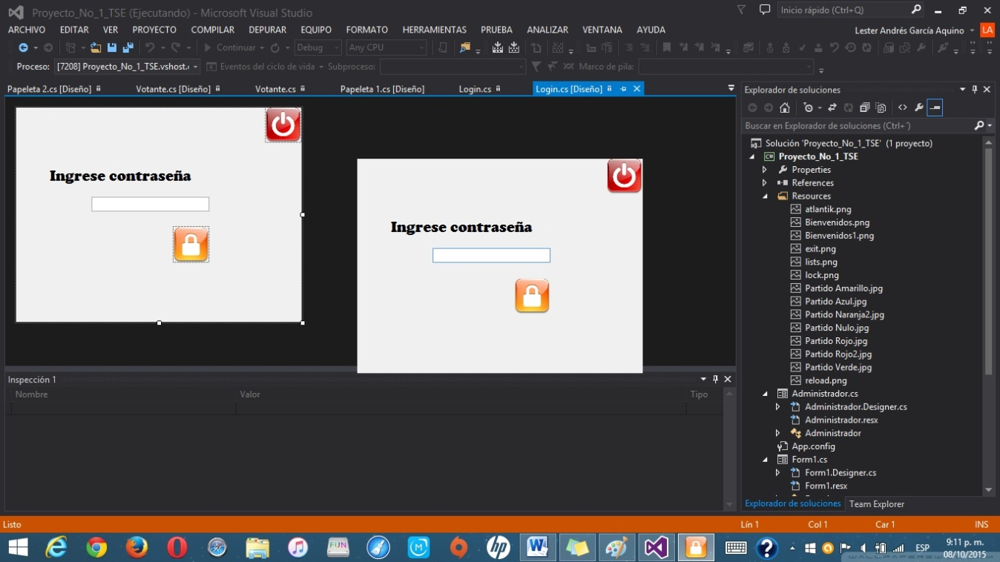 Proyecto_No_1_TSE (Ejecutando) - Microsoft Visual Studio
Inicio rápido (Ctrl+Q)
ARCHIVO EDITAR VER PROYECTO COMPILAR DEPURAR EQUIPO FORMATO HERRAMIENTAS PRUEBA ANALIZAR VENTANA AYUDA
Lester Andrés García Aquino LA
Continuar Debug Any CPU
Proceso: [7208] Proyecto_No_1_TSE.vshost. Eventos del ciclo de vida Subproceso: Marco de pila:
Papeleta 2.cs [Diseño] Votante.cs [Diseño] Votante.cs Papeleta 1.cs [Diseño] Login.cs Login.cs [Diseño]
Ingrese contraseña
Ingrese contraseña
Inspección 1
Nombre Valor Tipo
Explorador de soluciones
Buscar en Explorador de soluciones (Ctrl+´)
Solución 'Proyecto_No_1_TSE' (1 proyecto)
C# Proyecto_No_1_TSE
Properties
References
Resources
atlantik.png
Bienvenidos.png
Bienvenidos1.png
exit.png
lists.png
lock.png
Partido Amarillo.jpg
Partido Azul.jpg
Partido Naranja2.jpg
Partido Nulo.jpg
Partido Rojo.jpg
Partido Rojo2.jpg
Partido Verde.jpg
reload.png
Administrador.cs
Administrador.Designer.cs
Administrador.resx
Administrador
App.config
Form1.cs
Form1.Designer.cs
Form1.resx
Explorador de soluciones Team Explorer
Listo Lín 1 Col 1 Car 1 INS
FUN hp W ESP 9:11 p. m.
08/10/2015